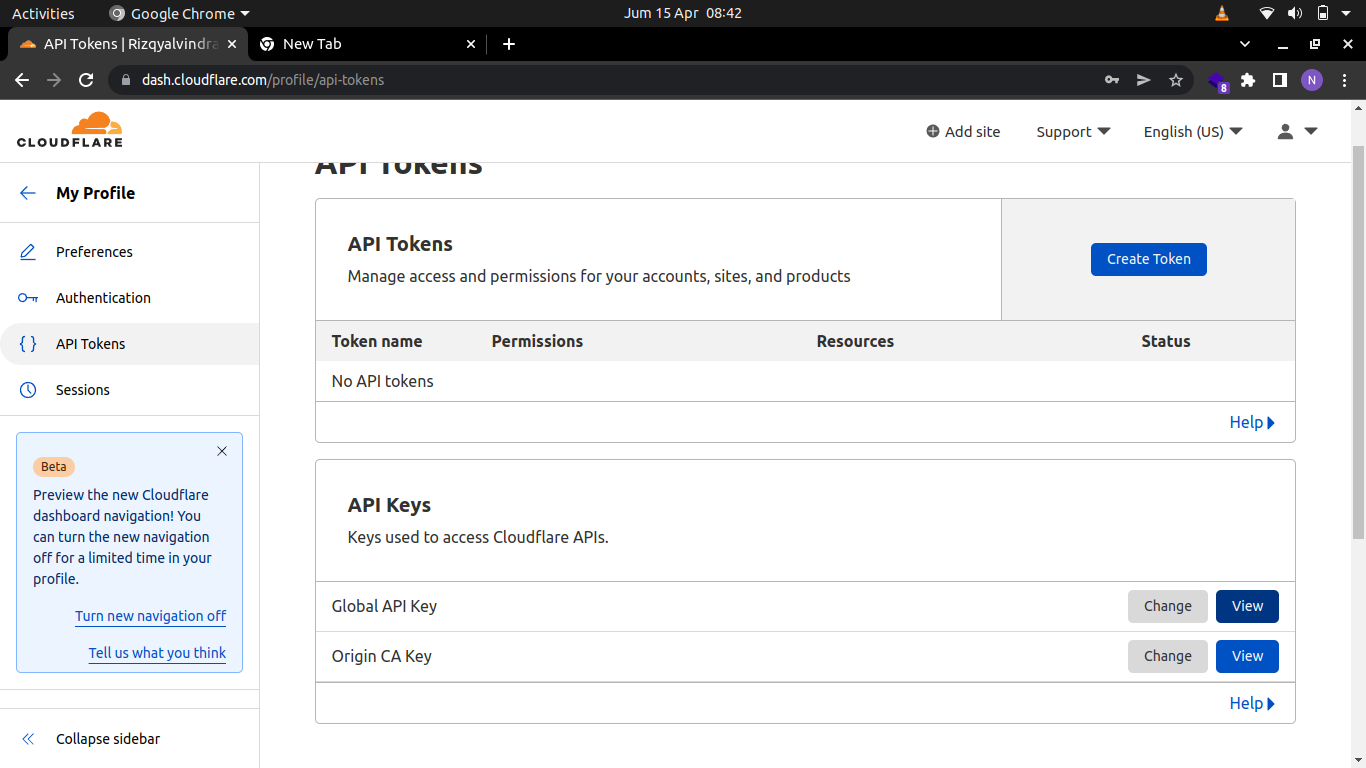 Activities
Google Chrome
Jum 15 Apr 08:42
API Tokens | Rizqyalvindra
New Tab
dash.cloudflare.com/profile/api-tokens
8
N
CLOUDFLARE
Add site
Support
English (US)
API Tokens
My Profile
Preferences
Authentication
API Tokens
Sessions
Beta
Preview the new Cloudflare
dashboard navigation! You
can turn the new navigation
off for a limited time in your
profile.
Turn new navigation off
Tell us what you think
Collapse sidebar
API Tokens
Manage access and permissions for your accounts, sites, and products
Create Token
Token name Permissions Resources Status
No API tokens
Help
API Keys
Keys used to access Cloudflare APIs.
Global API Key Change View
Origin CA Key Change View
Help